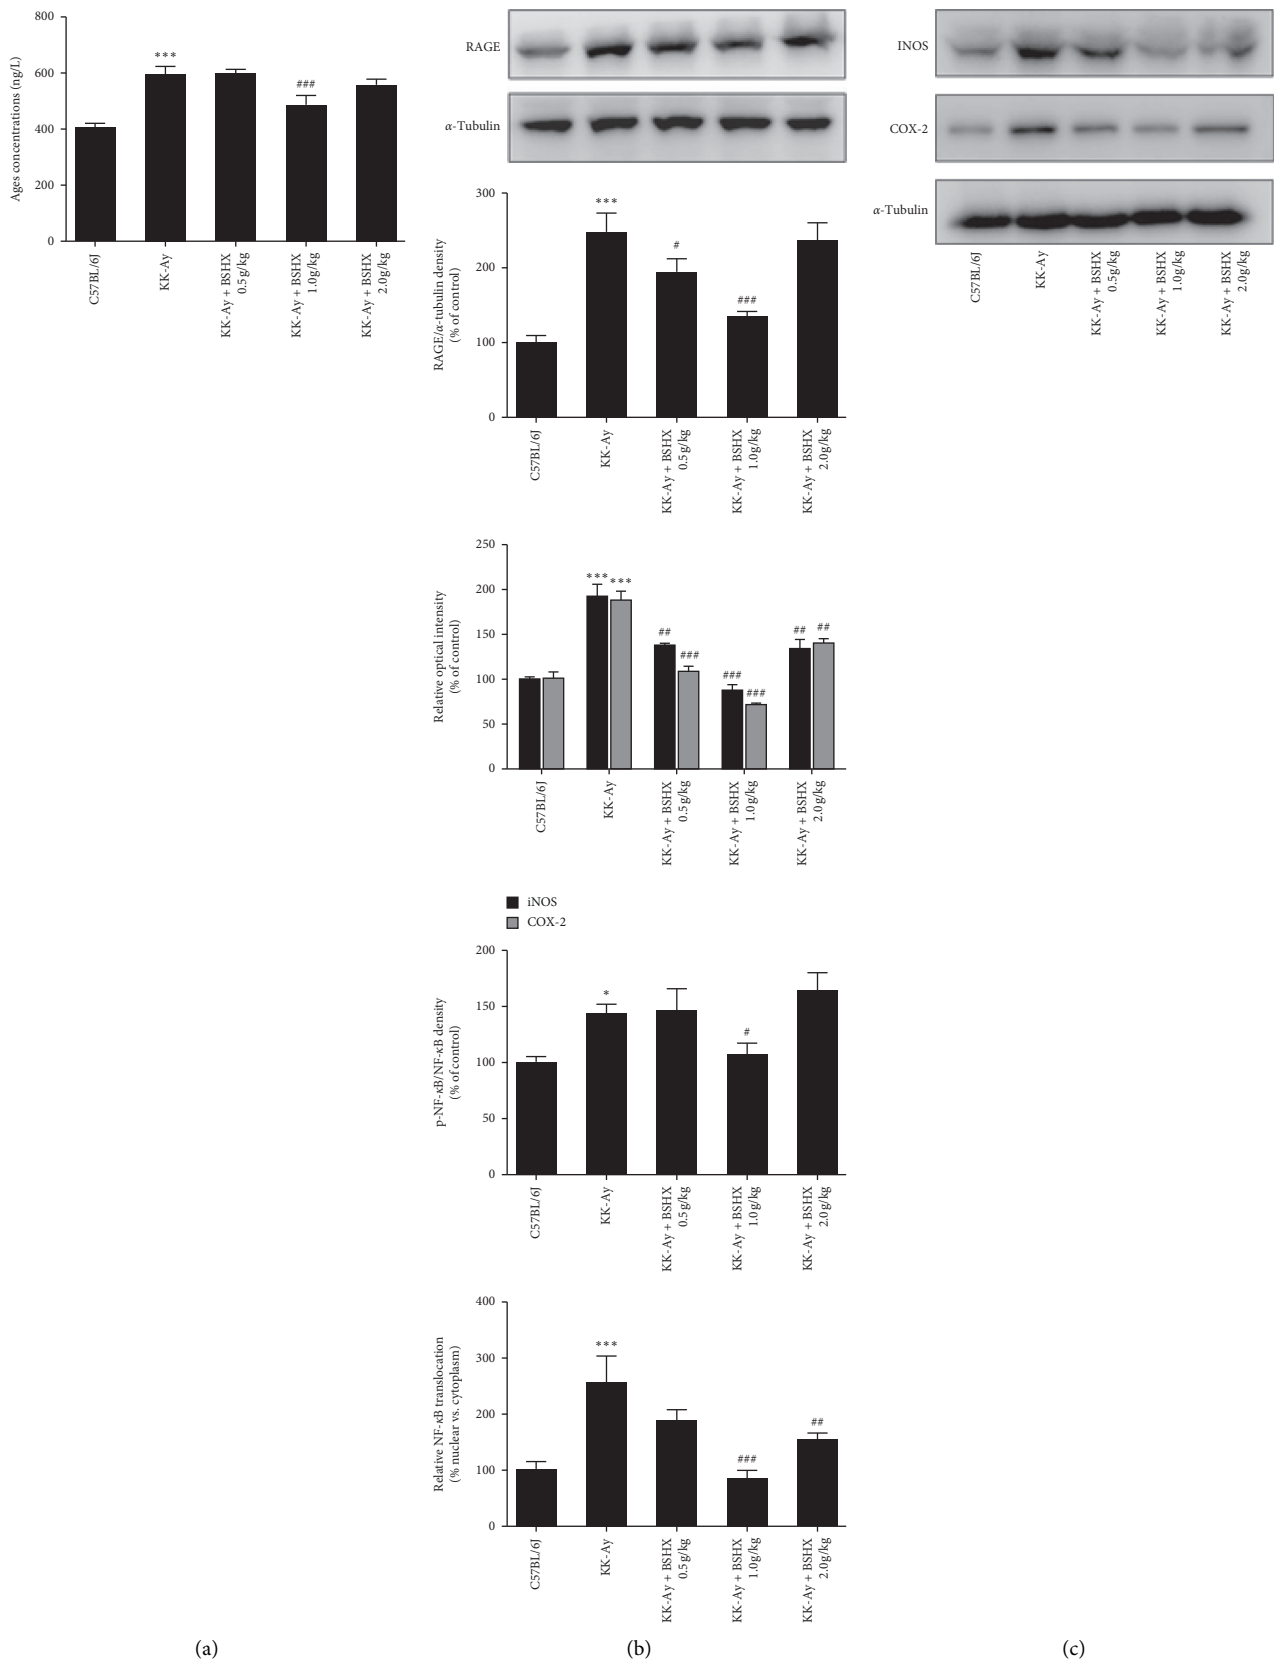 800
600
400
200
0
Ages concentrations (ng/L)
***
###
C57BL/6J
KK-Ay
KK-Ay + BSHX
0.5 g/kg
KK-Ay + BSHX
1.0 g/kg
KK-Ay + BSHX
2.0 g/kg
RAGE
α-Tubulin
300
200
100
0
RAGE/α-tubulin density
(% of control)
***
#
###
C57BL/6J
KK-Ay
KK-Ay + BSHX
0.5 g/kg
KK-Ay + BSHX
1.0 g/kg
KK-Ay + BSHX
2.0 g/kg
250
200
150
100
50
0
Relative optical intensity
(% of control)
***
***
##
###
###
###
##
##
C57BL/6J
KK-Ay
KK-Ay + BSHX
0.5 g/kg
KK-Ay + BSHX
1.0 g/kg
KK-Ay + BSHX
2.0 g/kg
iNOS
COX-2
200
150
100
50
0
p-NF-κB/NF-κB density
(% of control)
*
#
C57BL/6J
KK-Ay
KK-Ay + BSHX
0.5 g/kg
KK-Ay + BSHX
1.0 g/kg
KK-Ay + BSHX
2.0 g/kg
400
300
200
100
0
Relative NF-κB translocation
(% nuclear vs. cytoplasm)
***
###
##
C57BL/6J
KK-Ay
KK-Ay + BSHX
0.5 g/kg
KK-Ay + BSHX
1.0 g/kg
KK-Ay + BSHX
2.0 g/kg
INOS
COX-2
α-Tubulin
C57BL/6J
KK-Ay
KK-Ay + BSHX
0.5 g/kg
KK-Ay + BSHX
1.0 g/kg
KK-Ay + BSHX
2.0 g/kg
(a)
(b)
(c)